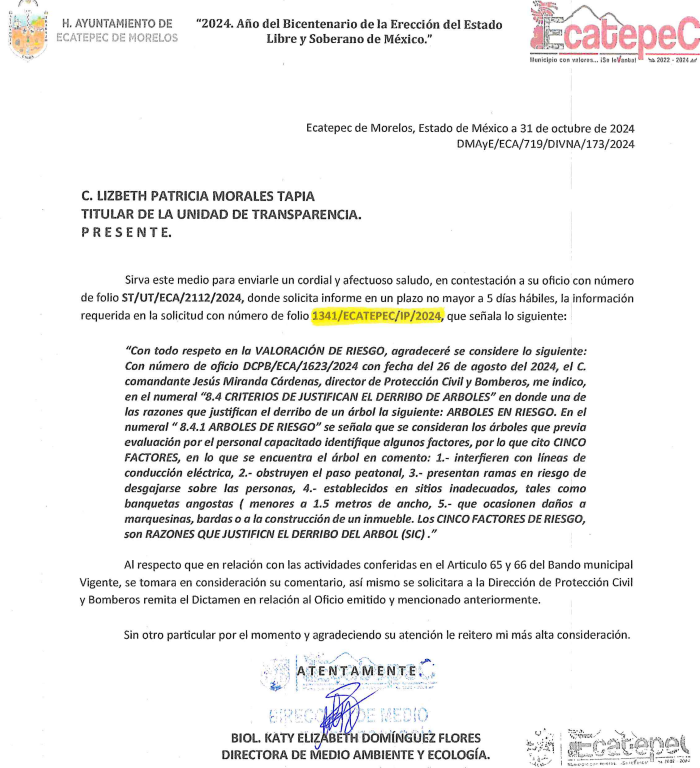 H. AYUNTAMIENTO DE
ECATEPEC DE MORELOS
“2024. Año del Bicentenario de la Erección del Estado
Libre y Soberano de México.”
EcatepeC
Municipio con valores... ¡Se levanta! 2022 - 2024
Ecatepec de Morelos, Estado de México a 31 de octubre de 2024
DMAyE/ECA/719/DIVNA/173/2024
C. LIZBETH PATRICIA MORALES TAPIA
TITULAR DE LA UNIDAD DE TRANSPARENCIA.
P R E S E N T E.
Sirva este medio para enviarle un cordial y afectuoso saludo, en contestación a su oficio con número
de folio ST/UT/ECA/2112/2024, donde solicita informe en un plazo no mayor a 5 días hábiles, la información
requerida en la solicitud con número de folio 1341/ECATEPEC/IP/2024, que señala lo siguiente:
“Con todo respeto en la VALORACIÓN DE RIESGO, agradeceré se considere lo siguiente:
Con número de oficio DCPB/ECA/1623/2024 con fecha del 26 de agosto del 2024, el C.
comandante Jesús Miranda Cárdenas, director de Protección Civil y Bomberos, me indico,
en el numeral “8.4 CRITERIOS DE JUSTIFICAN EL DERRIBO DE ARBOLES” en donde una de
las razones que justifican el derribo de un árbol la siguiente: ARBOLES EN RIESGO. En el
numeral “ 8.4.1 ARBOLES DE RIESGO” se señala que se consideran los árboles que previa
evaluación por el personal capacitado identifique algunos factores, por lo que cito CINCO
FACTORES, en lo que se encuentra el árbol en comento: 1.- interfieren con líneas de
conducción eléctrica, 2.- obstruyen el paso peatonal, 3.- presentan ramas en riesgo de
desgajarse sobre las personas, 4.- establecidos en sitios inadecuados, tales como
banquetas angostas ( menores a 1.5 metros de ancho, 5.- que ocasionen daños a
marquesinas, bardas o a la construcción de un inmueble. Los CINCO FACTORES DE RIESGO,
son RAZONES QUE JUSTIFICN EL DERRIBO DEL ARBOL (SIC) .”
Al respecto que en relación con las actividades conferidas en el Articulo 65 y 66 del Bando municipal
Vigente, se tomara en consideración su comentario, así mismo se solicitara a la Dirección de Protección Civil
y Bomberos remita el Dictamen en relación al Oficio emitido y mencionado anteriormente.
Sin otro particular por el momento y agradeciendo su atención le reitero mi más alta consideración.
A T E N T A M E N T E.
DIRECCIÓN DE MEDIO
BIOL. KATY ELIZABETH DOMÍNGUEZ FLORES
DIRECTORA DE MEDIO AMBIENTE Y ECOLOGÍA.
Ecatepec